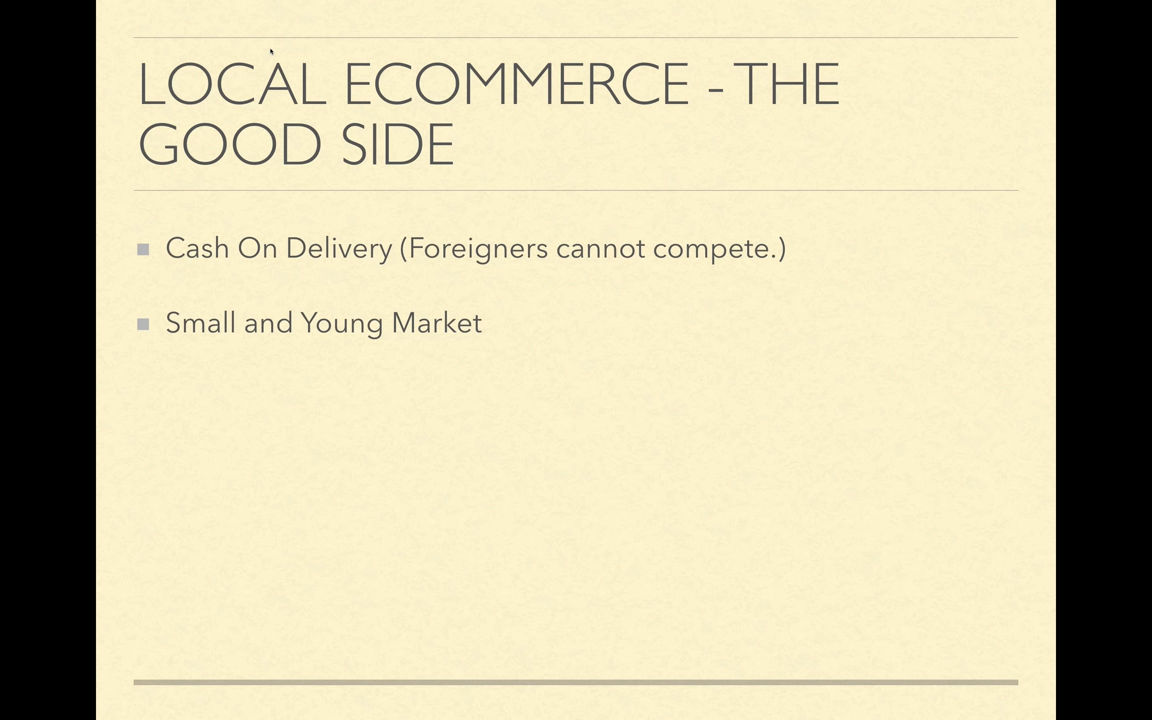 LOCAL ECOMMERCE - THE
GOOD SIDE
Cash On Delivery (Foreigners cannot compete.)
Small and Young Market